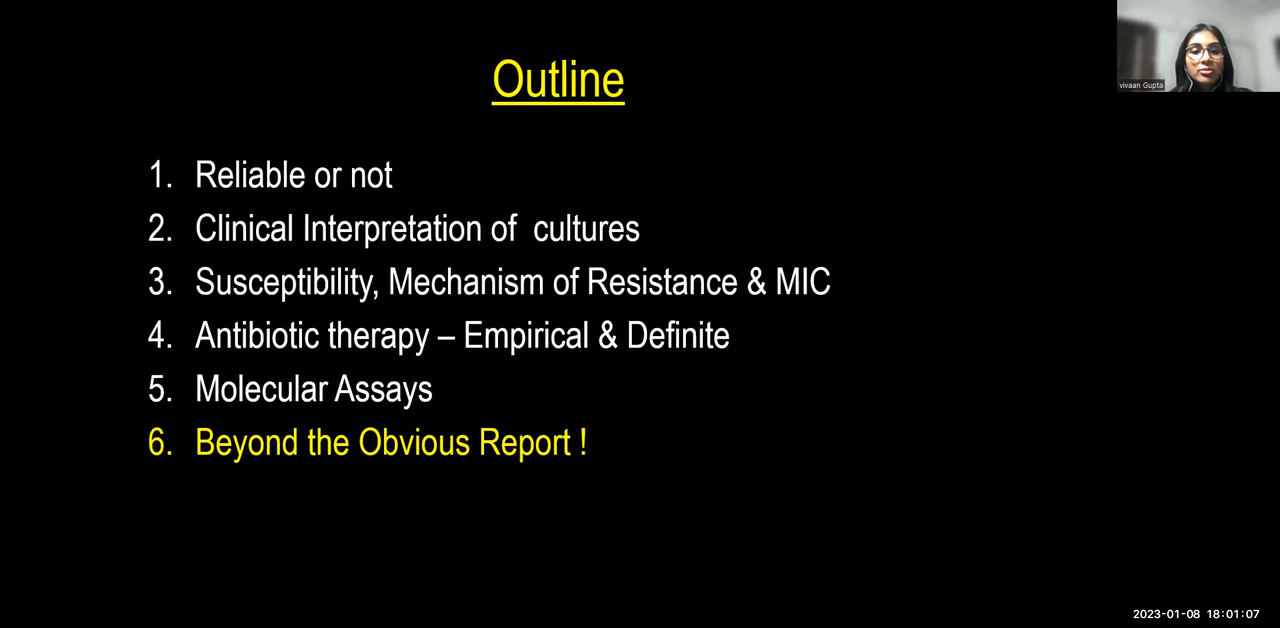 Outline
vivaan Gupta
1. Reliable or not
2. Clinical Interpretation of cultures
3. Susceptibility, Mechanism of Resistance & MIC
4. Antibiotic therapy – Empirical & Definite
5. Molecular Assays
6. Beyond the Obvious Report !
2023-01-08 18:01:07